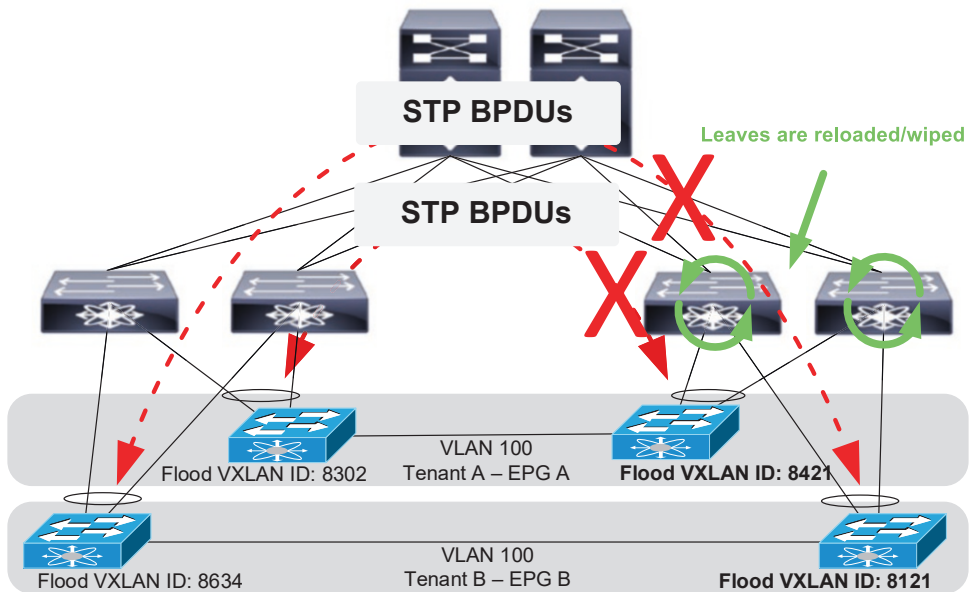 STP BPDUs
Leaves are reloaded/wiped
STP BPDUs
VLAN 100
Flood VXLAN ID: 8302
Tenant A – EPG A
Flood VXLAN ID: 8421
VLAN 100
Flood VXLAN ID: 8634
Tenant B – EPG B
Flood VXLAN ID: 8121